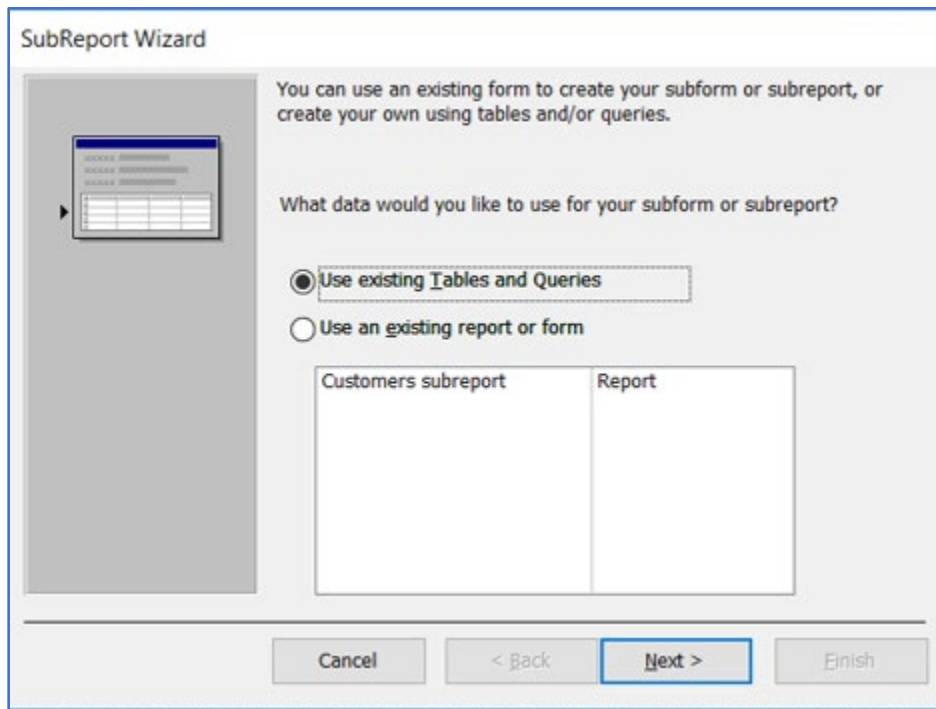 SubReport Wizard
You can use an existing form to create your subform or subreport, or
create your own using tables and/or queries.
What data would you like to use for your subform or subreport?
Use existing Tables and Queries
Use an existing report or form
Customers subreport Report
Cancel < Back Next > Finish